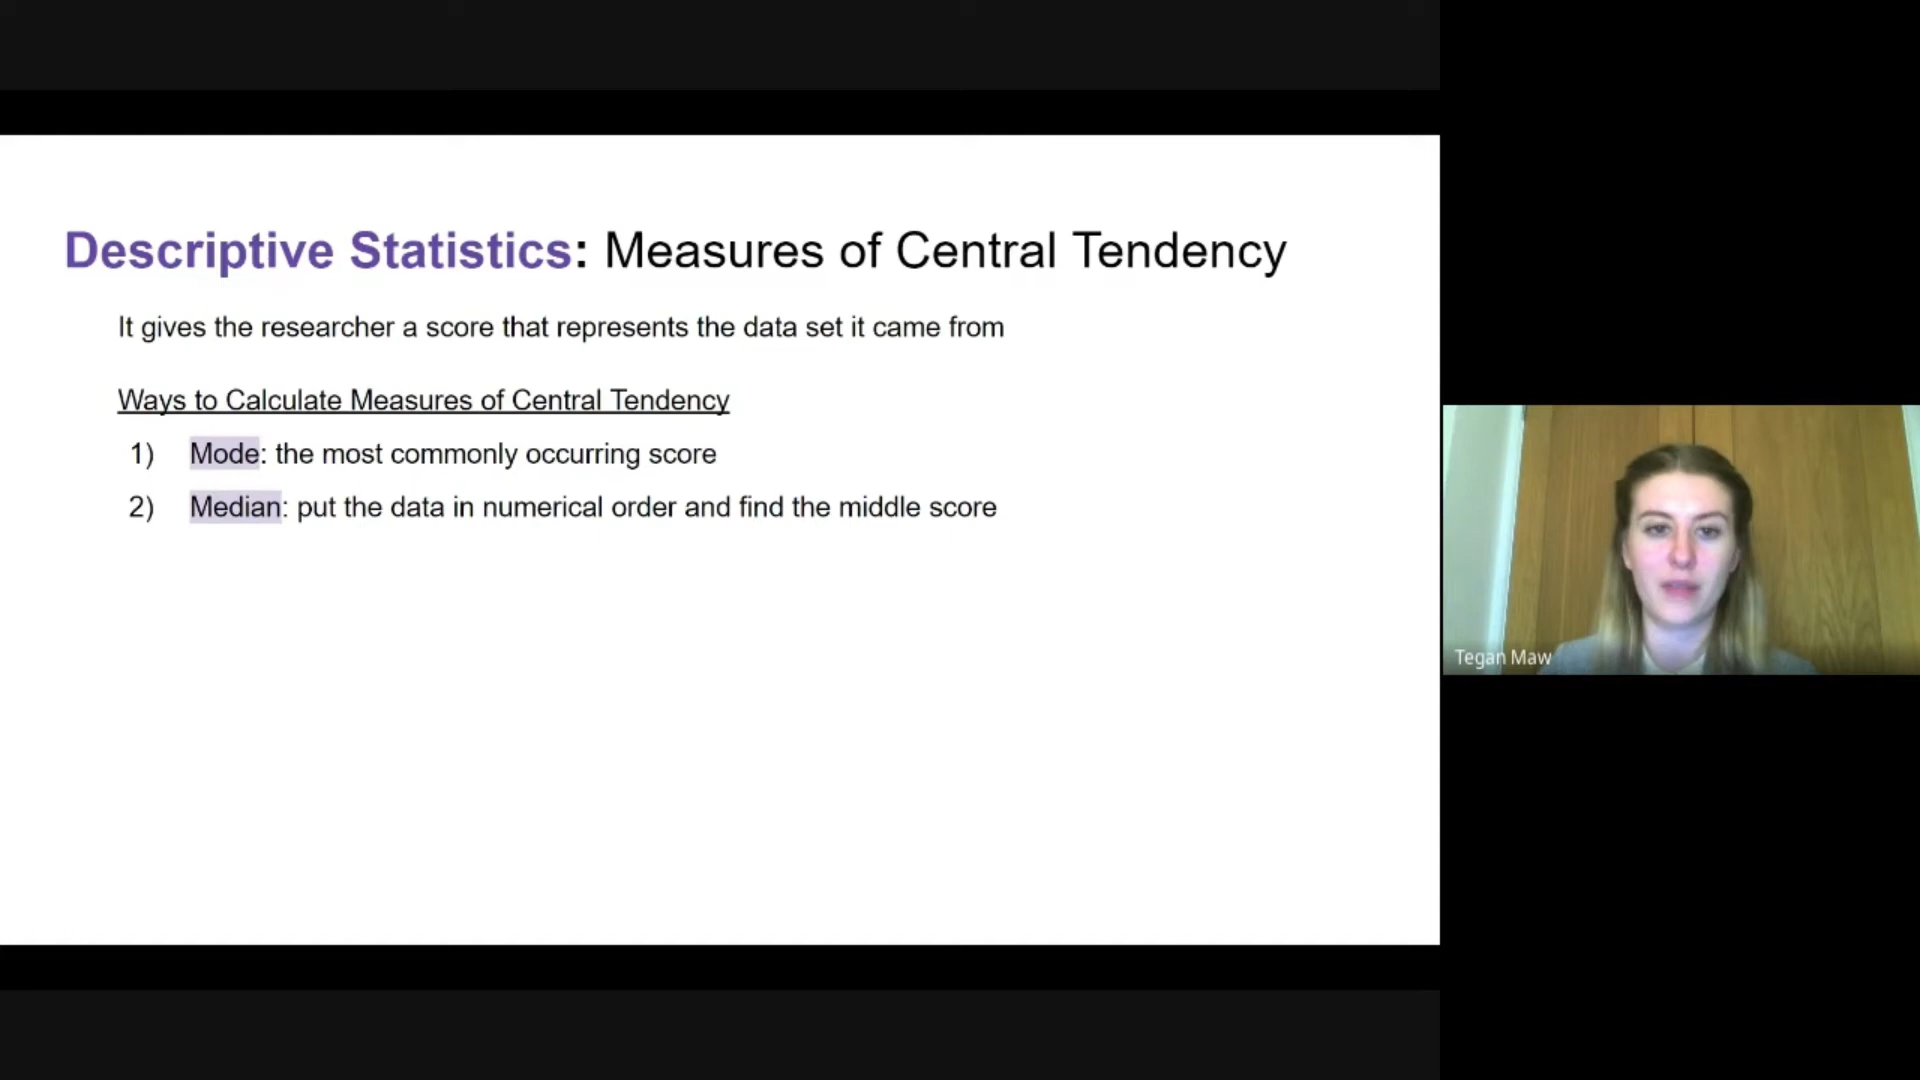 Descriptive Statistics: Measures of Central Tendency
It gives the researcher a score that represents the data set it came from
Ways to Calculate Measures of Central Tendency
1) Mode: the most commonly occurring score
2) Median: put the data in numerical order and find the middle score
Tegan Maw